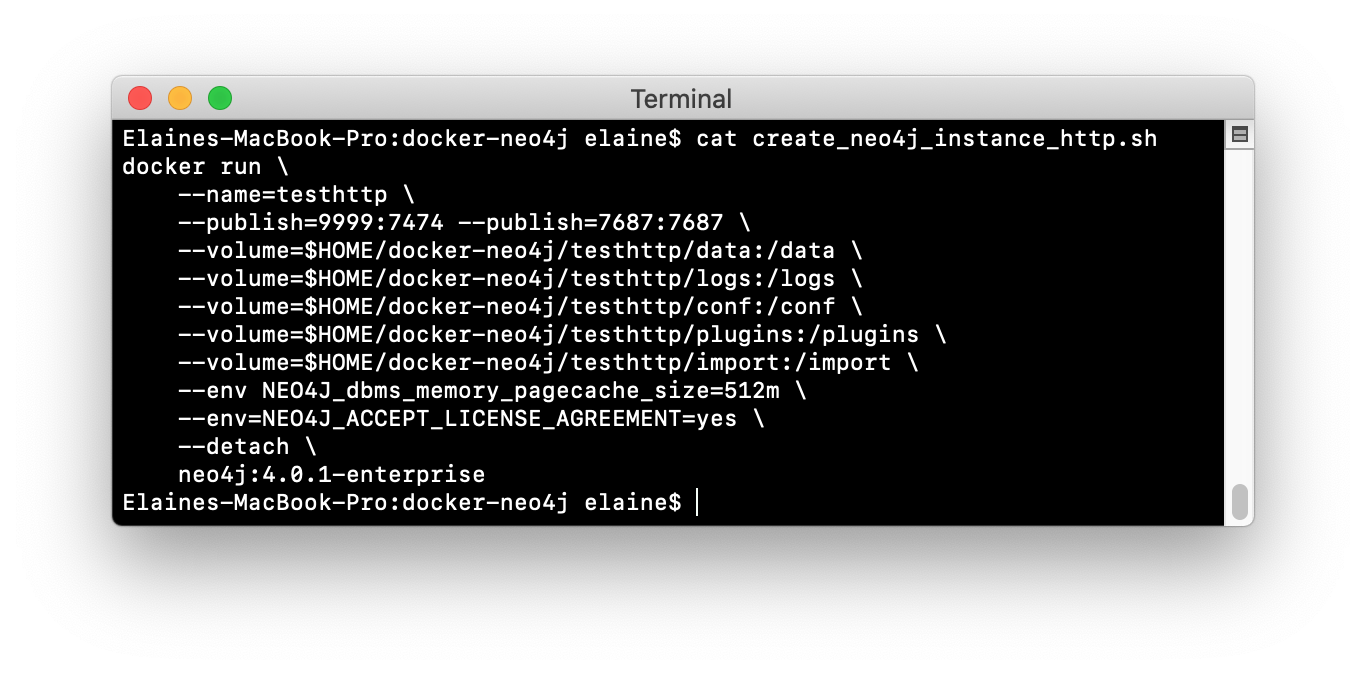 Terminal
Elaines-MacBook-Pro:docker-neo4j elaine$ cat create_neo4j_instance_http.sh
docker run \
    --name=testhttp \
    --publish=9999:7474 --publish=7687:7687 \
    --volume=$HOME/docker-neo4j/testhttp/data:/data \
    --volume=$HOME/docker-neo4j/testhttp/logs:/logs \
    --volume=$HOME/docker-neo4j/testhttp/conf:/conf \
    --volume=$HOME/docker-neo4j/testhttp/plugins:/plugins \
    --volume=$HOME/docker-neo4j/testhttp/import:/import \
    --env NEO4J_dbms_memory_pagecache_size=512m \
    --env=NEO4J_ACCEPT_LICENSE_AGREEMENT=yes \
    --detach \
    neo4j:4.0.1-enterprise
Elaines-MacBook-Pro:docker-neo4j elaine$